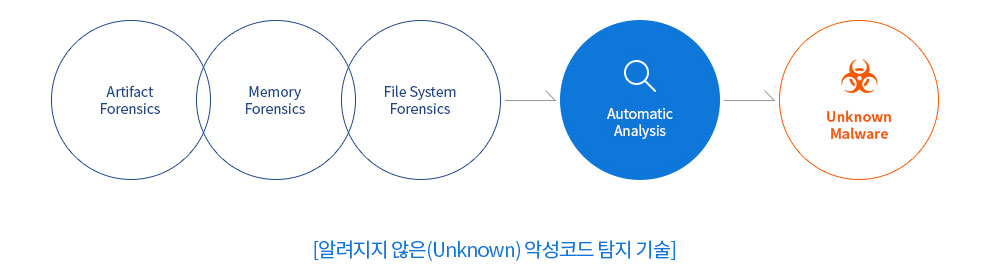 Artifact
Forensics
Memory
Forensics
File System
Forensics
Automatic
Analysis
Unknown
Malware
[알려지지 않은(Unknown) 악성코드 탐지 기술]